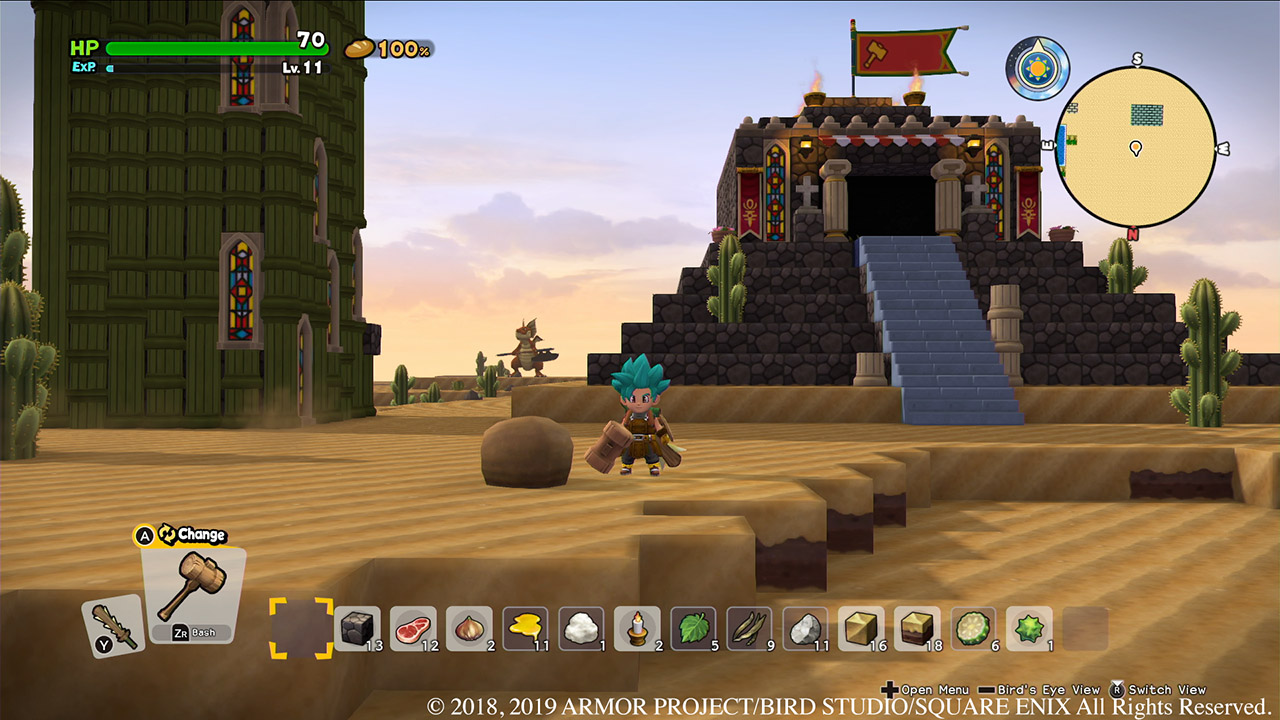 HP 70 100%
ExP. Lv.11
S
E W
N
A Change
Y ZR Bash
13 12 2 11 1 2 5 9 11 16 18 6 1
Open Menu Bird's Eye View R Switch View
© 2018, 2019 ARMOR PROJECT/BIRD STUDIO/SQUARE ENIX All Rights Reserved.